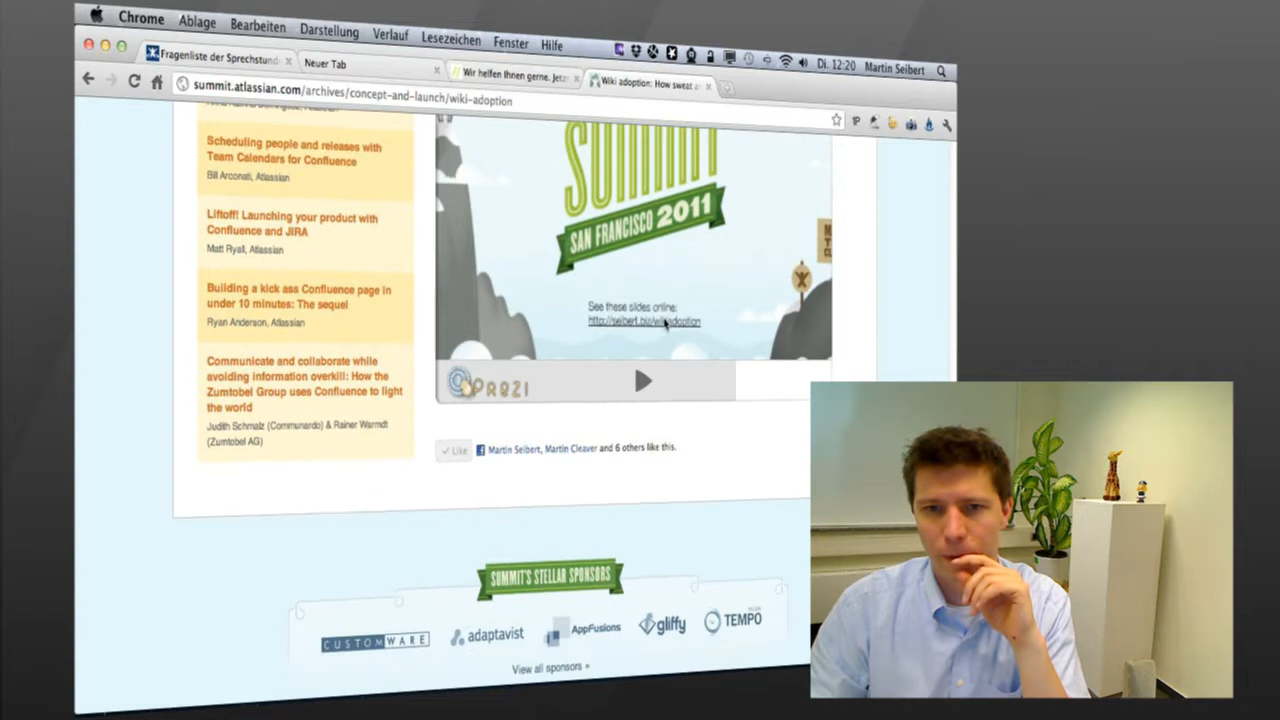 Chrome Ablage Bearbeiten Darstellung Verlauf Lesezeichen Fenster Hilfe Di. 12:20 Martin Seibert
Fragenliste der Sprechstund
Neuer Tab
Wir helfen Ihnen gerne. Jetz
Wiki adoption: How sweat a
summit.atlassian.com/archives/concept-and-launch/wiki-adoption
Scheduling people and releases with
Team Calendars for Confluence
Bill Arconati, Atlassian
Liftoff! Launching your product with
Confluence and JIRA
Matt Ryall, Atlassian
Building a kick ass Confluence page in
under 10 minutes: The sequel
Ryan Anderson, Atlassian
Communicate and collaborate while
avoiding information overkill: How the
Zumtobel Group uses Confluence to light
the world
Judith Schmalz (Communardo) & Rainer Warmdt
(Zumtobel AG)
SUMMIT
SAN FRANCISCO 2011
See these slides online:
http://seibert.biz/wikiadoption
PREZI
Like
Martin Seibert, Martin Cleaver and 6 others like this.
SUMMIT'S STELLAR SPONSORS
CUSTOMWARE
adaptavist
AppFusions
gliffy
TEMPO
View all sponsors »